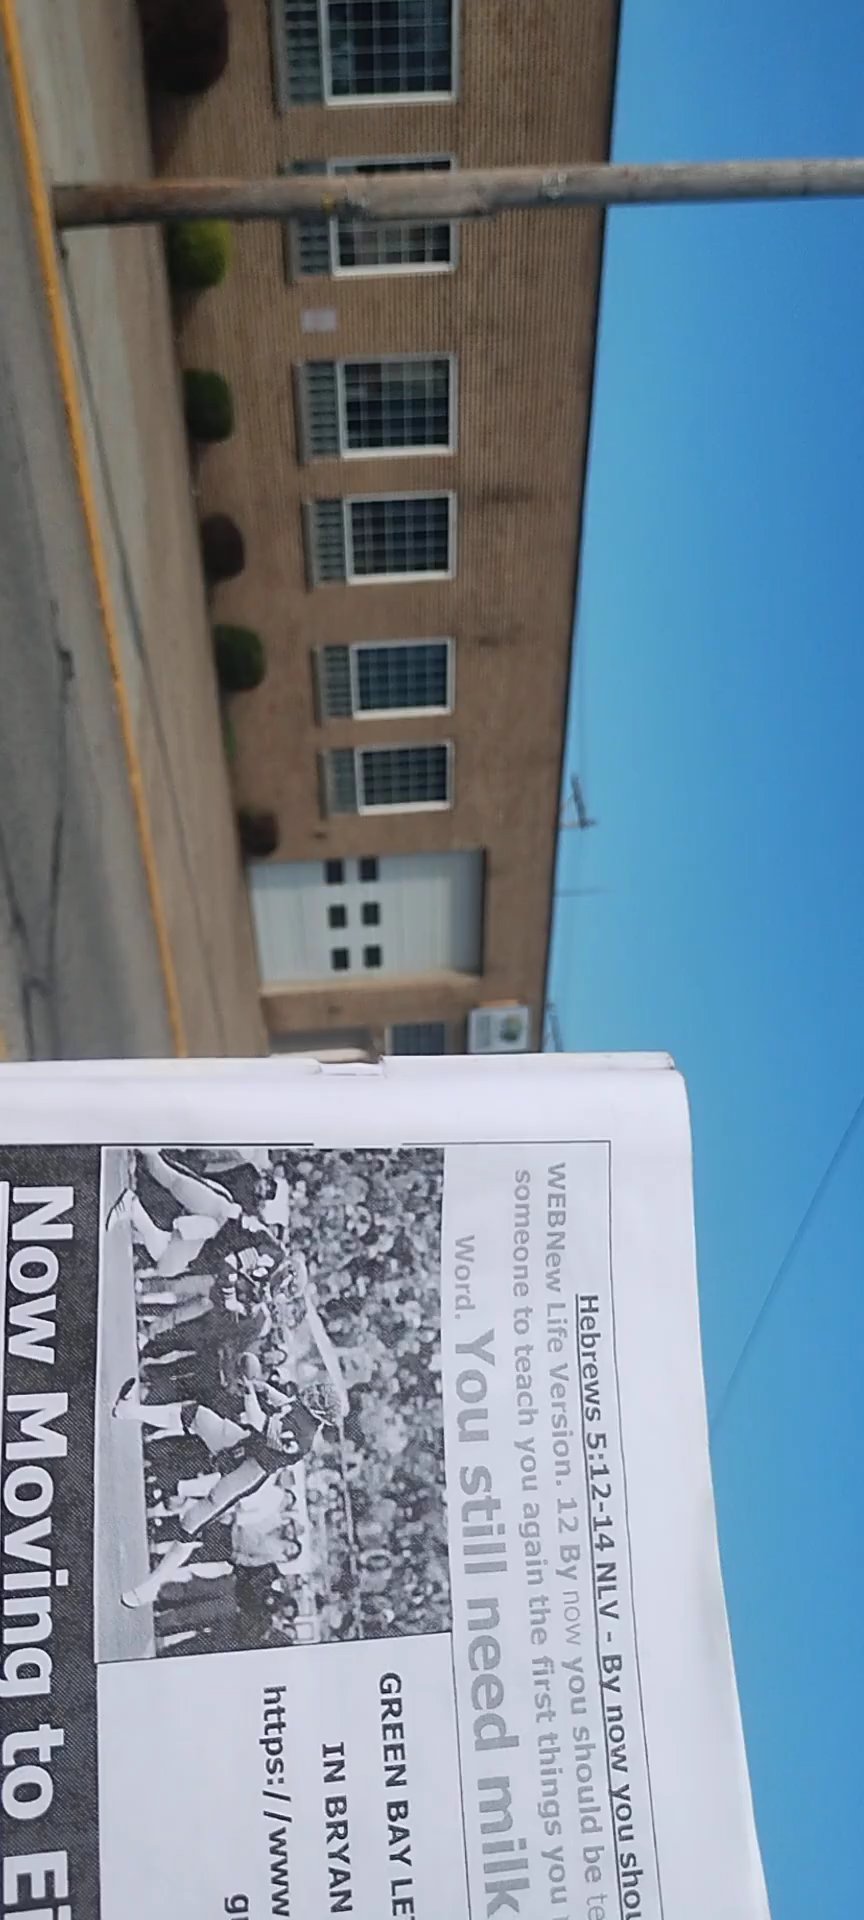 Hebrews 5:12-14 NLV - By now you shou
WEBNew Life Version. 12 By now you should be te
someone to teach you again the first things you
Word. You still need milk
GREEN BAY LE
IN BRYAN
https://www
g
Now Moving to